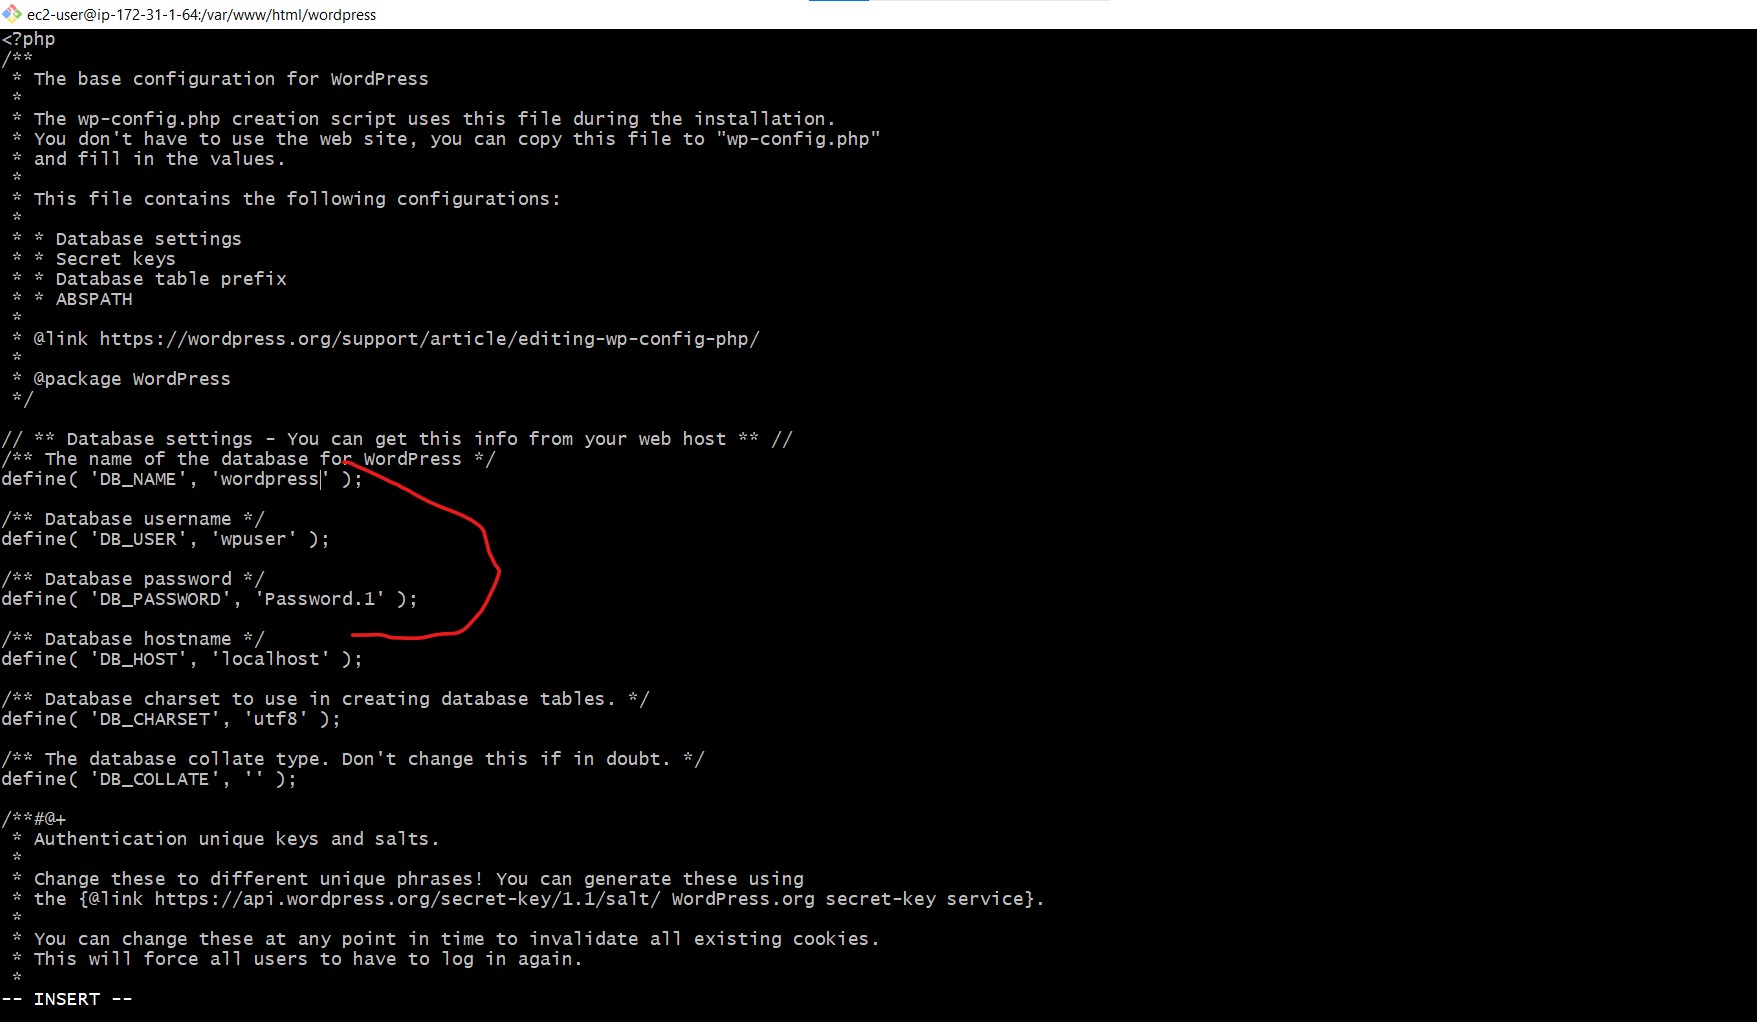 ec2-user@ip-172-31-1-64:/var/www/html/wordpress
<?php
/**
 * The base configuration for WordPress
 *
 * The wp-config.php creation script uses this file during the installation.
 * You don't have to use the web site, you can copy this file to "wp-config.php"
 * and fill in the values.
 *
 * This file contains the following configurations:
 *
 * * Database settings
 * * Secret keys
 * * Database table prefix
 * * ABSPATH
 *
 * @link https://wordpress.org/support/article/editing-wp-config-php/
 *
 * @package WordPress
 */

// ** Database settings - You can get this info from your web host ** //
/** The name of the database for WordPress */
define( 'DB_NAME', 'wordpress' );

/** Database username */
define( 'DB_USER', 'wpuser' );

/** Database password */
define( 'DB_PASSWORD', 'Password.1' );

/** Database hostname */
define( 'DB_HOST', 'localhost' );

/** Database charset to use in creating database tables. */
define( 'DB_CHARSET', 'utf8' );

/** The database collate type. Don't change this if in doubt. */
define( 'DB_COLLATE', '' );

/**#@+
 * Authentication unique keys and salts.
 *
 * Change these to different unique phrases! You can generate these using
 * the {@link https://api.wordpress.org/secret-key/1.1/salt/ WordPress.org secret-key service}.
 *
 * You can change these at any point in time to invalidate all existing cookies.
 * This will force all users to have to log in again.
 *
-- INSERT --